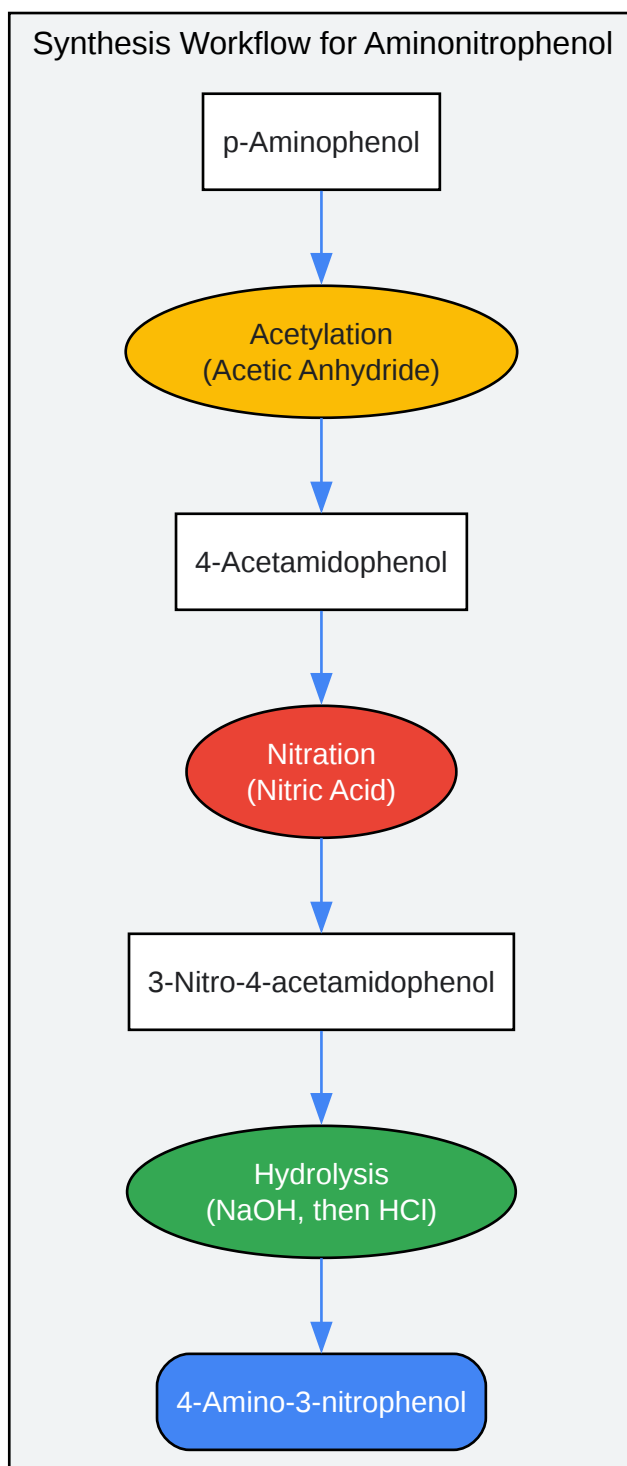 Synthesis Workflow for Aminonitrophenol
p-Aminophenol
Acetylation
(Acetic Anhydride)
4-Acetamidophenol
Nitration
(Nitric Acid)
3-Nitro-4-acetamidophenol
Hydrolysis
(NaOH, then HCl)
4-Amino-3-nitrophenol